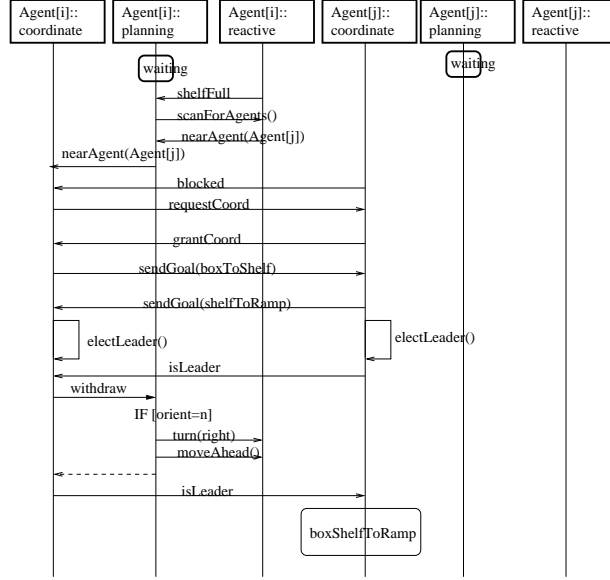 Agent[i]:: Agent[i]:: Agent[i]:: Agent[j]:: Agent[j]:: Agent[j]::
coordinate planning reactive coordinate planning reactive
waiting waiting
shelfFull
scanForAgents()
nearAgent(Agent[j])
nearAgent(Agent[j])
blocked
requestCoord
grantCoord
sendGoal(boxToShelf)
sendGoal(shelfToRamp)
electLeader() electLeader()
isLeader
withdraw
IF [orient=n]
turn(right)
moveAhead()
isLeader
boxShelfToRamp